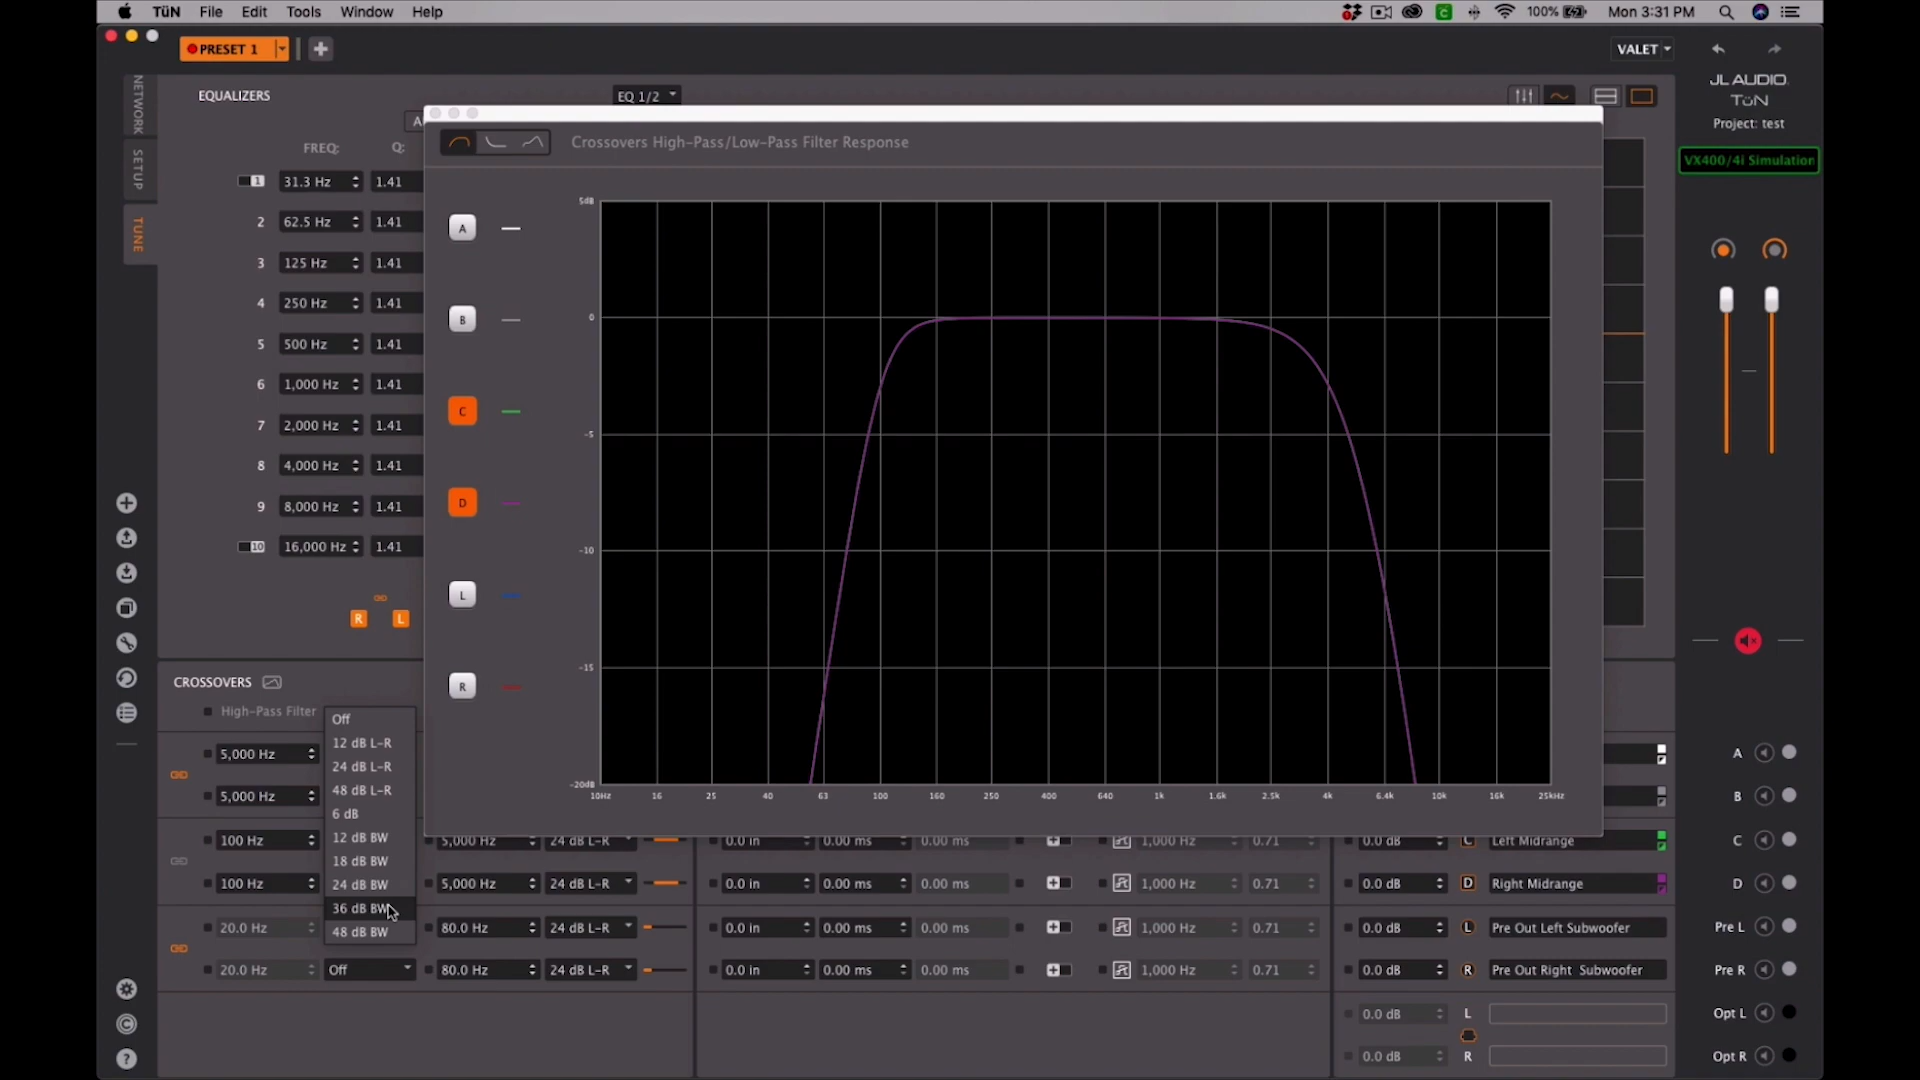 TüN File Edit Tools Window Help 100% Mon 3:31 PM
PRESET 1 VALET
JL AUDIO
TüN
Project: test
VX400/4i Simulation
NETWORK
SETUP
TUNE
EQUALIZERS EQ 1/2
A
FREQ: Q:
1 31.3 Hz 1.41
2 62.5 Hz 1.41
3 125 Hz 1.41
4 250 Hz 1.41
5 500 Hz 1.41
6 1,000 Hz 1.41
7 2,000 Hz 1.41
8 4,000 Hz 1.41
9 8,000 Hz 1.41
10 16,000 Hz 1.41
R L
Crossovers High-Pass/Low-Pass Filter Response
A
B
C
D
L
R
5dB
0
-5
-10
-15
-20dB
10Hz 16 25 40 63 100 160 250 400 640 1k 1.6k 2.5k 4k 6.4k 10k 16k 25kHz
CROSSOVERS
High-Pass Filter
Off
12 dB L-R
24 dB L-R
48 dB L-R
6 dB
12 dB BW
18 dB BW
24 dB BW
36 dB BW
48 dB BW
5,000 Hz A
5,000 Hz B
100 Hz 5,000 Hz 24 dB L-R 0.0 in 0.00 ms 0.00 ms 1,000 Hz 0.71 0.0 dB C Left Midrange C
100 Hz 5,000 Hz 24 dB L-R 0.0 in 0.00 ms 0.00 ms 1,000 Hz 0.71 0.0 dB D Right Midrange D
20.0 Hz 80.0 Hz 24 dB L-R 0.0 in 0.00 ms 0.00 ms 1,000 Hz 0.71 0.0 dB L Pre Out Left Subwoofer Pre L
20.0 Hz Off 80.0 Hz 24 dB L-R 0.0 in 0.00 ms 0.00 ms 1,000 Hz 0.71 0.0 dB R Pre Out Right Subwoofer Pre R
0.0 dB L Opt L
0.0 dB R Opt R